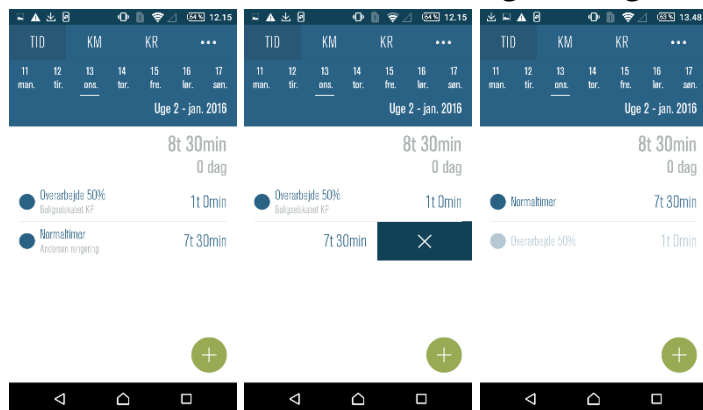 64% 12.15
TID KM KR •••
11 12 13 14 15 16 17
man. tir. ons. tor. fre. lør. søn.
Uge 2 - jan. 2016
8t 30min
0 dag
Overarbejde 50%
Boligselskabet KP
1t 0min
Normaltimer
Andersen rengøring
7t 30min
64% 12.15
TID KM KR •••
11 12 13 14 15 16 17
man. tir. ons. tor. fre. lør. søn.
Uge 2 - jan. 2016
8t 30min
0 dag
Overarbejde 50%
Boligselskabet KP
1t 0min
7t 30min
63% 13.48
TID KM KR •••
11 12 13 14 15 16 17
man. tir. ons. tor. fre. lør. søn.
Uge 2 - jan. 2016
8t 30min
0 dag
Normaltimer 7t 30min
Overarbejde 50% 1t 0min